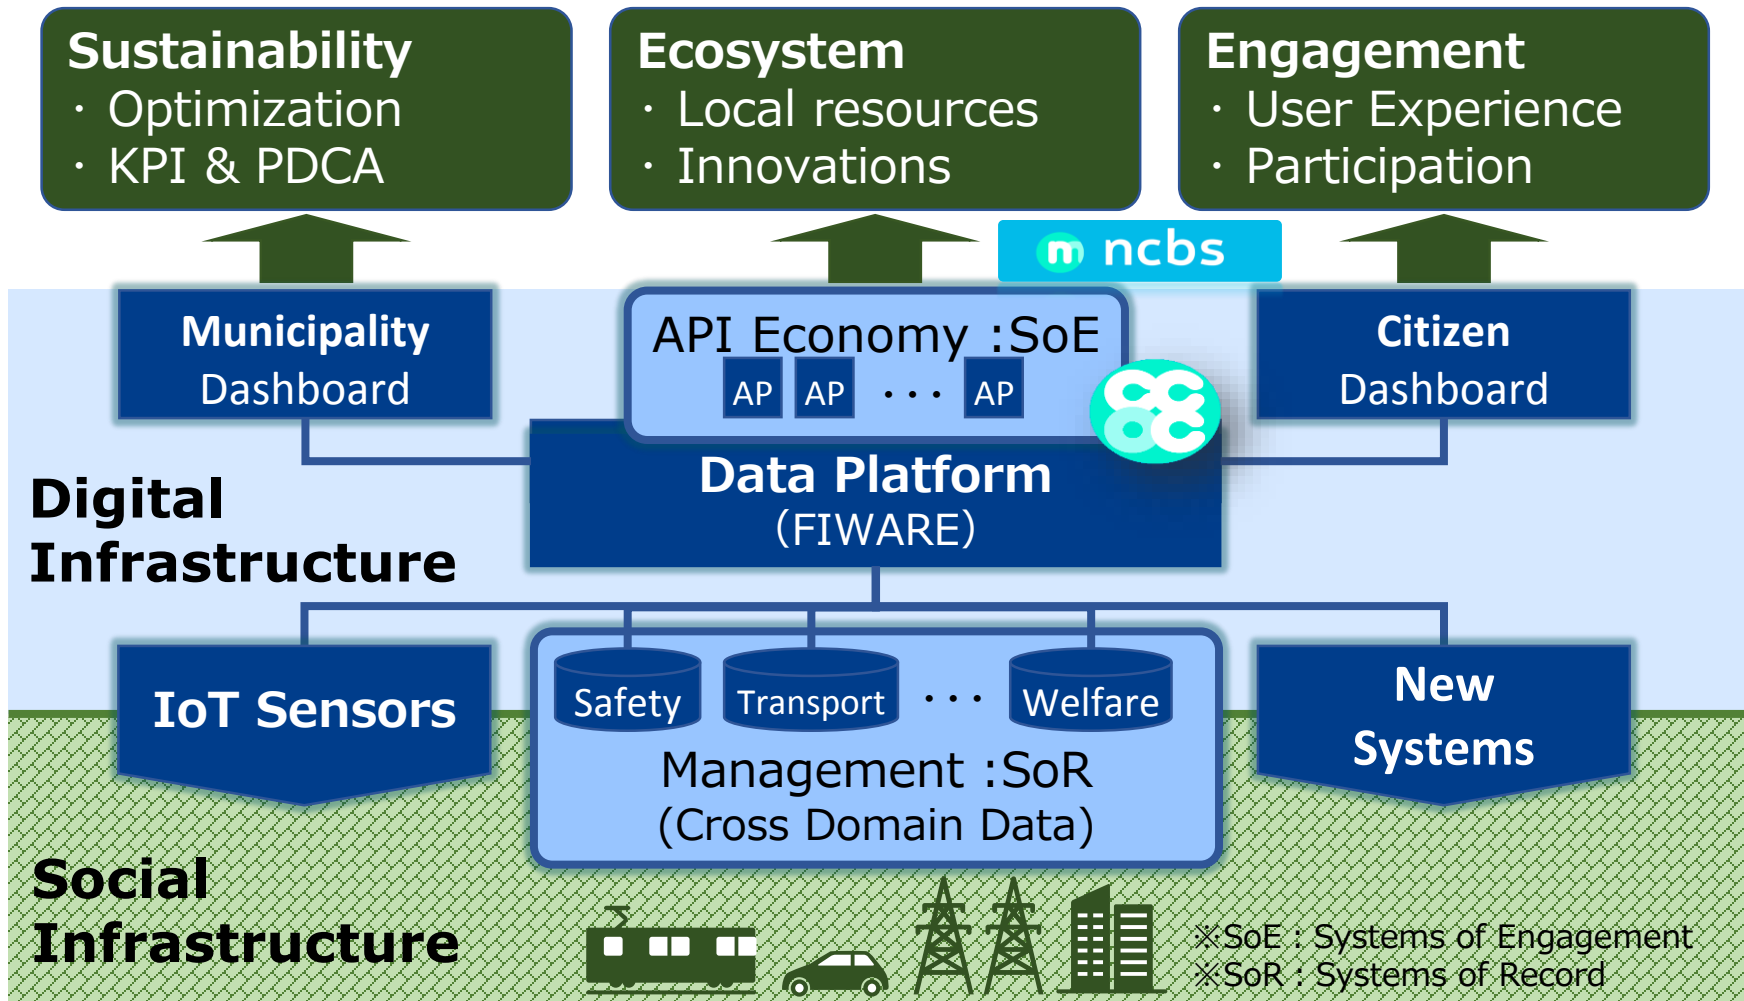 Sustainability
・Optimization
・KPI & PDCA
Ecosystem
・Local resources
・Innovations
Engagement
・User Experience
・Participation
m ncbs
Municipality
Dashboard
API Economy :SoE
AP AP ・・・ AP
Citizen
Dashboard
Data Platform
(FIWARE)
Digital
Infrastructure
IoT Sensors
Safety Transport ・・・ Welfare
Management :SoR
(Cross Domain Data)
New
Systems
Social
Infrastructure
※SoE : Systems of Engagement
※SoR : Systems of Record